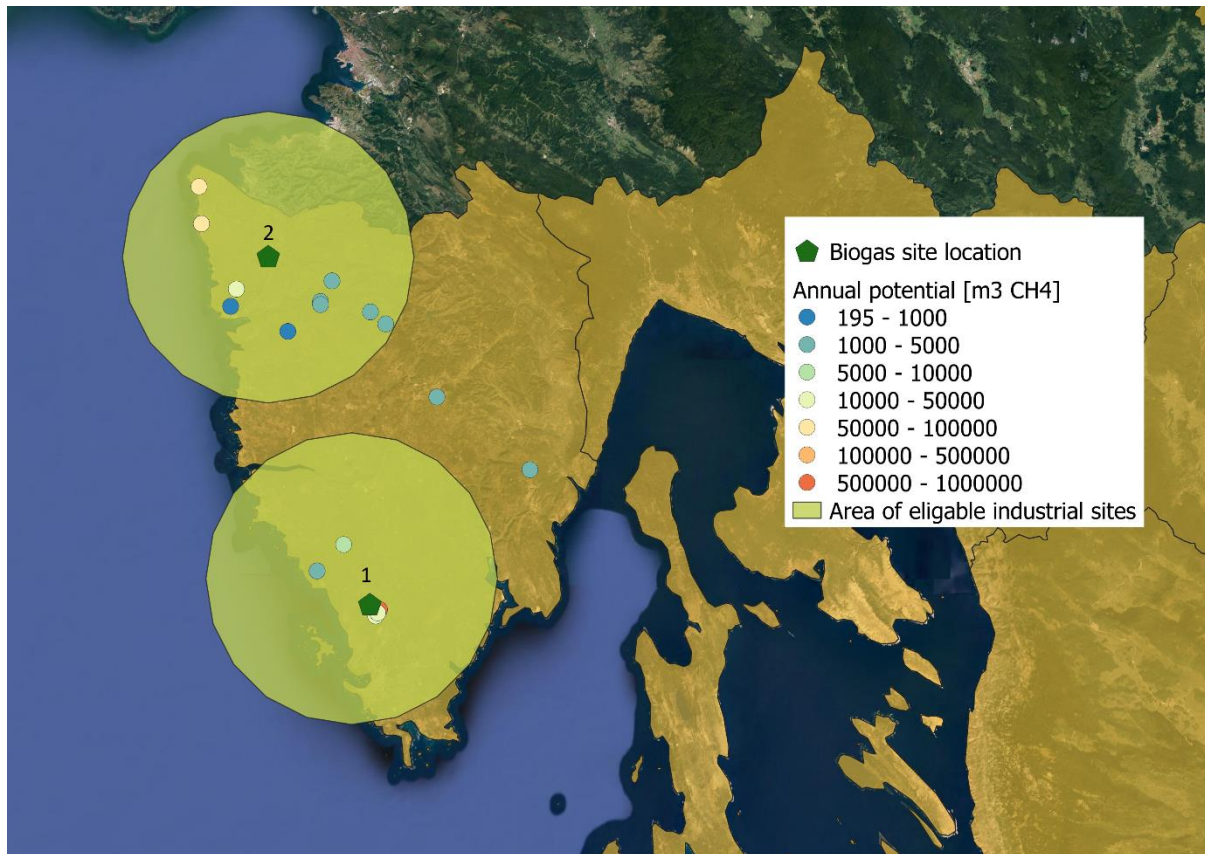 2
1
Biogas site location
Annual potential [m3 CH4]
195 - 1000
1000 - 5000
5000 - 10000
10000 - 50000
50000 - 100000
100000 - 500000
500000 - 1000000
Area of eligable industrial sites